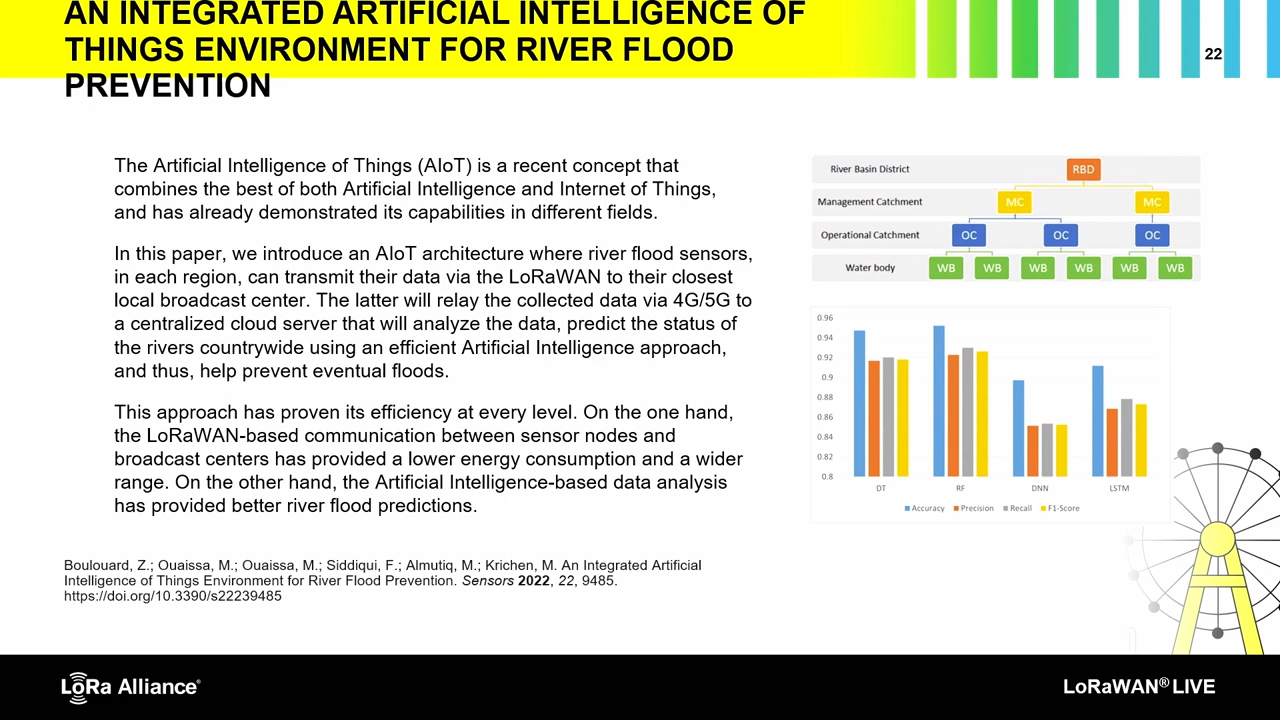 AN INTEGRATED ARTIFICIAL INTELLIGENCE OF
THINGS ENVIRONMENT FOR RIVER FLOOD
PREVENTION
22
The Artificial Intelligence of Things (AIoT) is a recent concept that
combines the best of both Artificial Intelligence and Internet of Things,
and has already demonstrated its capabilities in different fields.
In this paper, we introduce an AIoT architecture where river flood sensors,
in each region, can transmit their data via the LoRaWAN to their closest
local broadcast center. The latter will relay the collected data via 4G/5G to
a centralized cloud server that will analyze the data, predict the status of
the rivers countrywide using an efficient Artificial Intelligence approach,
and thus, help prevent eventual floods.
This approach has proven its efficiency at every level. On the one hand,
the LoRaWAN-based communication between sensor nodes and
broadcast centers has provided a lower energy consumption and a wider
range. On the other hand, the Artificial Intelligence-based data analysis
has provided better river flood predictions.
Boulouard, Z.; Ouaissa, M.; Ouaissa, M.; Siddiqui, F.; Almutiq, M.; Krichen, M. An Integrated Artificial
Intelligence of Things Environment for River Flood Prevention. Sensors 2022, 22, 9485.
https://doi.org/10.3390/s22239485
River Basin District RBD
Management Catchment MC MC
Operational Catchment OC OC OC
Water body WB WB WB WB WB WB
0.96
0.94
0.92
0.9
0.88
0.86
0.84
0.82
0.8
DT RF DNN LSTM
Accuracy Precision Recall F1-Score
LoRa Alliance®
LoRaWAN® LIVE